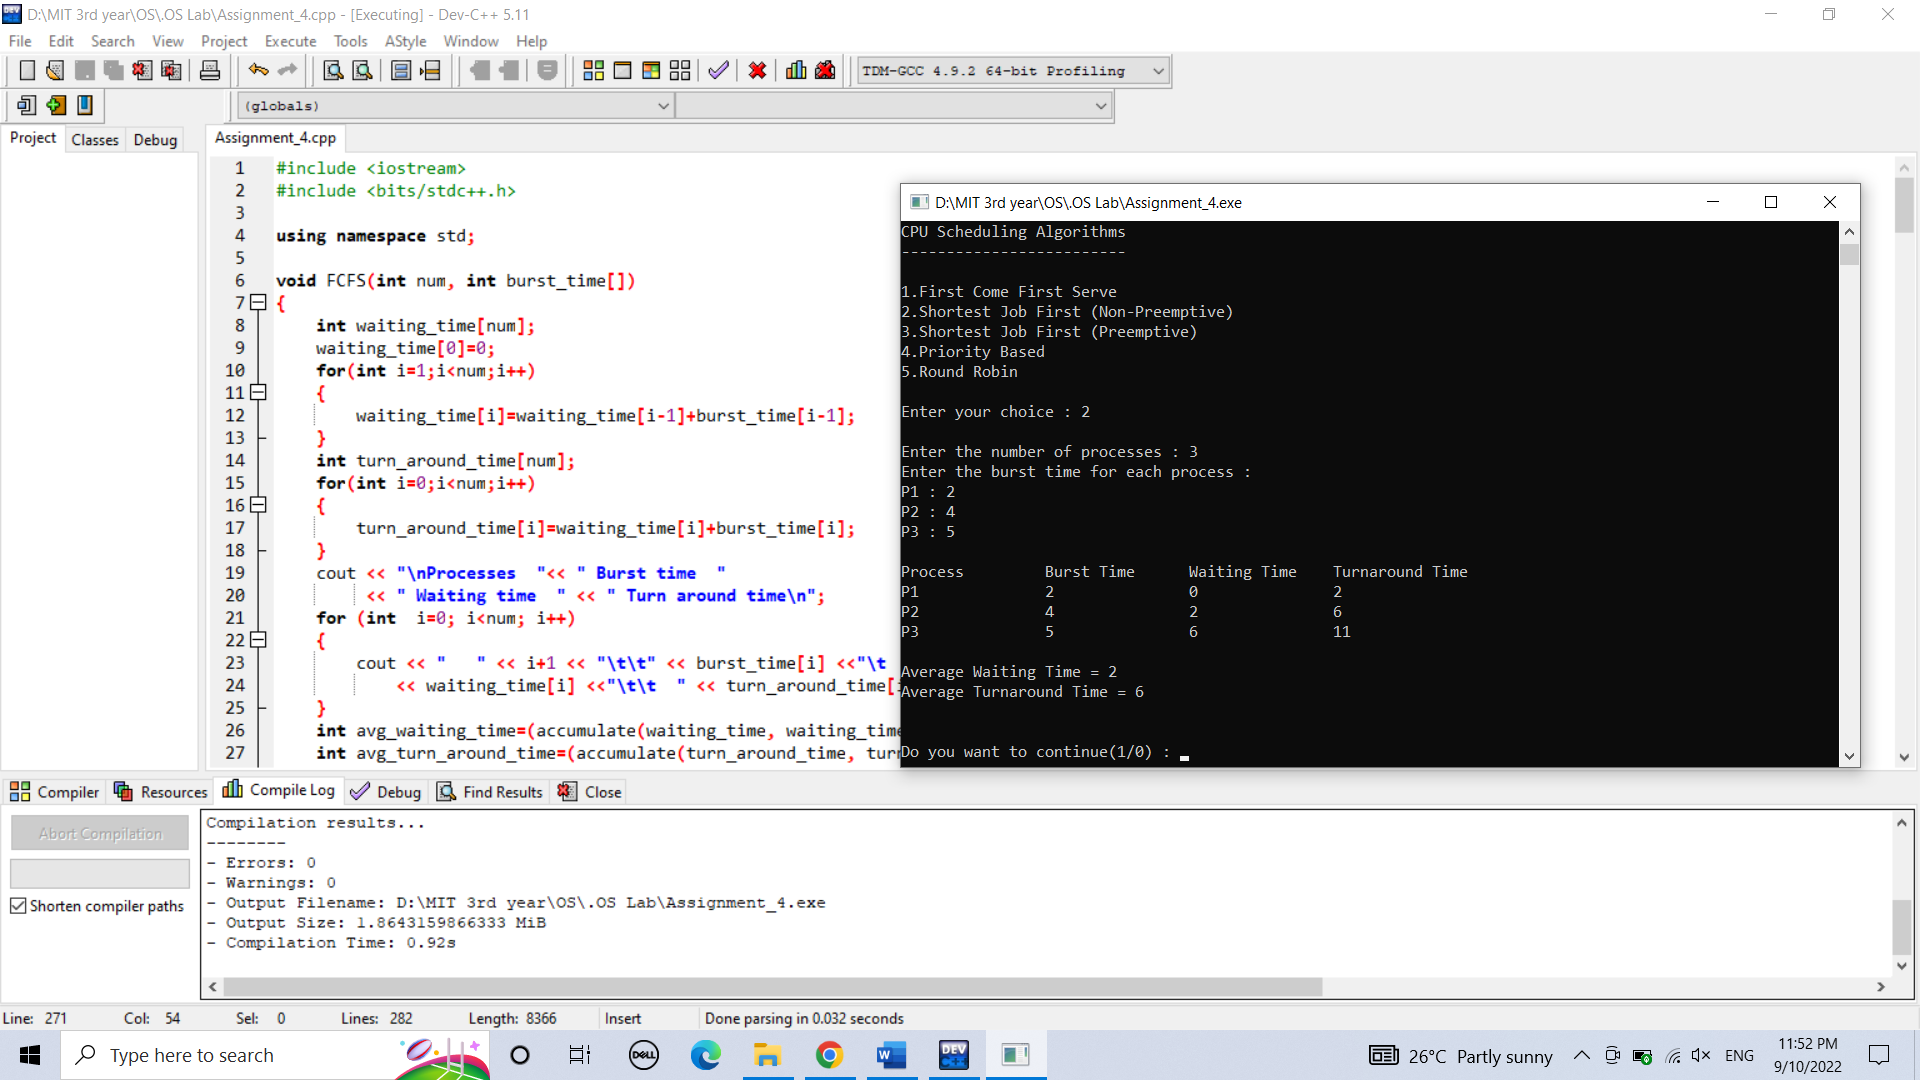 D:\MIT 3rd year\OS\.OS Lab\Assignment_4.cpp - [Executing] - Dev-C++ 5.11
File Edit Search View Project Execute Tools AStyle Window Help
TDM-GCC 4.9.2 64-bit Profiling
(globals)
Project Classes Debug
Assignment_4.cpp
1 #include <iostream>
2 #include <bits/stdc++.h>
3
4 using namespace std;
5
6 void FCFS(int num, int burst_time[])
7 {
8 int waiting_time[num];
9 waiting_time[0]=0;
10 for(int i=1;i<num;i++)
11 {
12 waiting_time[i]=waiting_time[i-1]+burst_time[i-1];
13 }
14 int turn_around_time[num];
15 for(int i=0;i<num;i++)
16 {
17 turn_around_time[i]=waiting_time[i]+burst_time[i];
18 }
19 cout << "\nProcesses  "<< " Burst time  "
20 << " Waiting time  " << " Turn around time\n";
21 for (int  i=0; i<num; i++)
22 {
23 cout << "   " << i+1 << "\t\t" << burst_time[i] <<"\t
24 << waiting_time[i] <<"\t\t  " << turn_around_time[
25 }
26 int avg_waiting_time=(accumulate(waiting_time, waiting_time
27 int avg_turn_around_time=(accumulate(turn_around_time, tur
D:\MIT 3rd year\OS\.OS Lab\Assignment_4.exe
CPU Scheduling Algorithms
-------------------------
1.First Come First Serve
2.Shortest Job First (Non-Preemptive)
3.Shortest Job First (Preemptive)
4.Priority Based
5.Round Robin
Enter your choice : 2
Enter the number of processes : 3
Enter the burst time for each process :
P1 : 2
P2 : 4
P3 : 5
Process Burst Time Waiting Time Turnaround Time
P1 2 0 2
P2 4 2 6
P3 5 6 11
Average Waiting Time = 2
Average Turnaround Time = 6
Do you want to continue(1/0) :
Compiler Resources Compile Log Debug Find Results Close
Abort Compilation
Shorten compiler paths
Compilation results...
--------
- Errors: 0
- Warnings: 0
- Output Filename: D:\MIT 3rd year\OS\.OS Lab\Assignment_4.exe
- Output Size: 1.8643159866333 MiB
- Compilation Time: 0.92s
Line: 271 Col: 54 Sel: 0 Lines: 282 Length: 8366 Insert Done parsing in 0.032 seconds
Type here to search
DELL
DEV C++
26°C Partly sunny
ENG
11:52 PM
9/10/2022